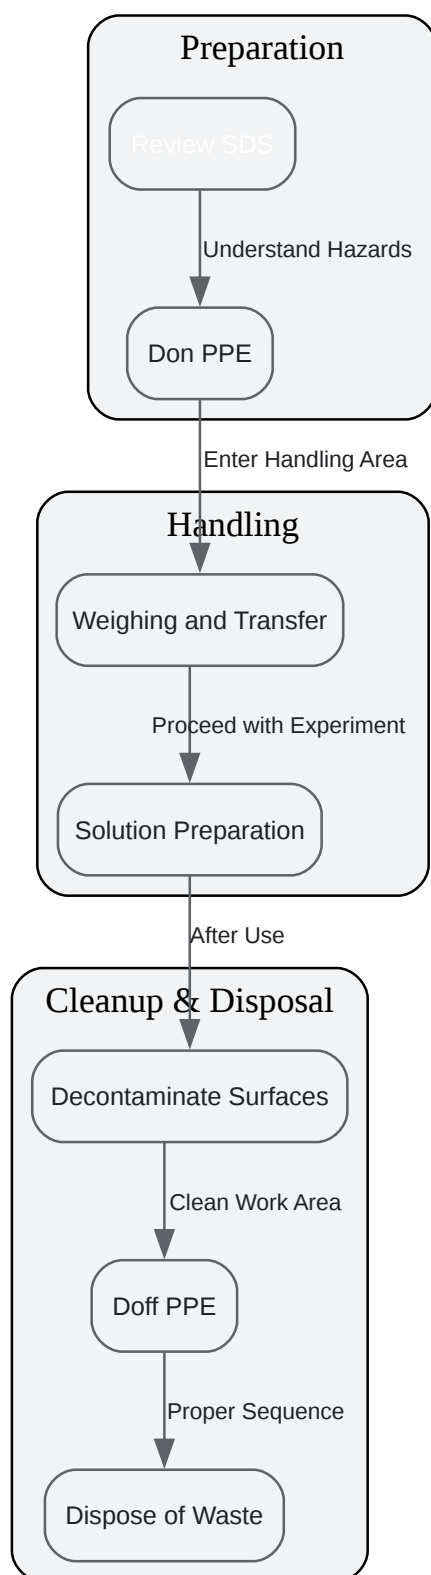 Preparation
Review SDS
Understand Hazards
Don PPE
Enter Handling Area
Handling
Weighing and Transfer
Proceed with Experiment
Solution Preparation
After Use
Cleanup & Disposal
Decontaminate Surfaces
Clean Work Area
Doff PPE
Proper Sequence
Dispose of Waste